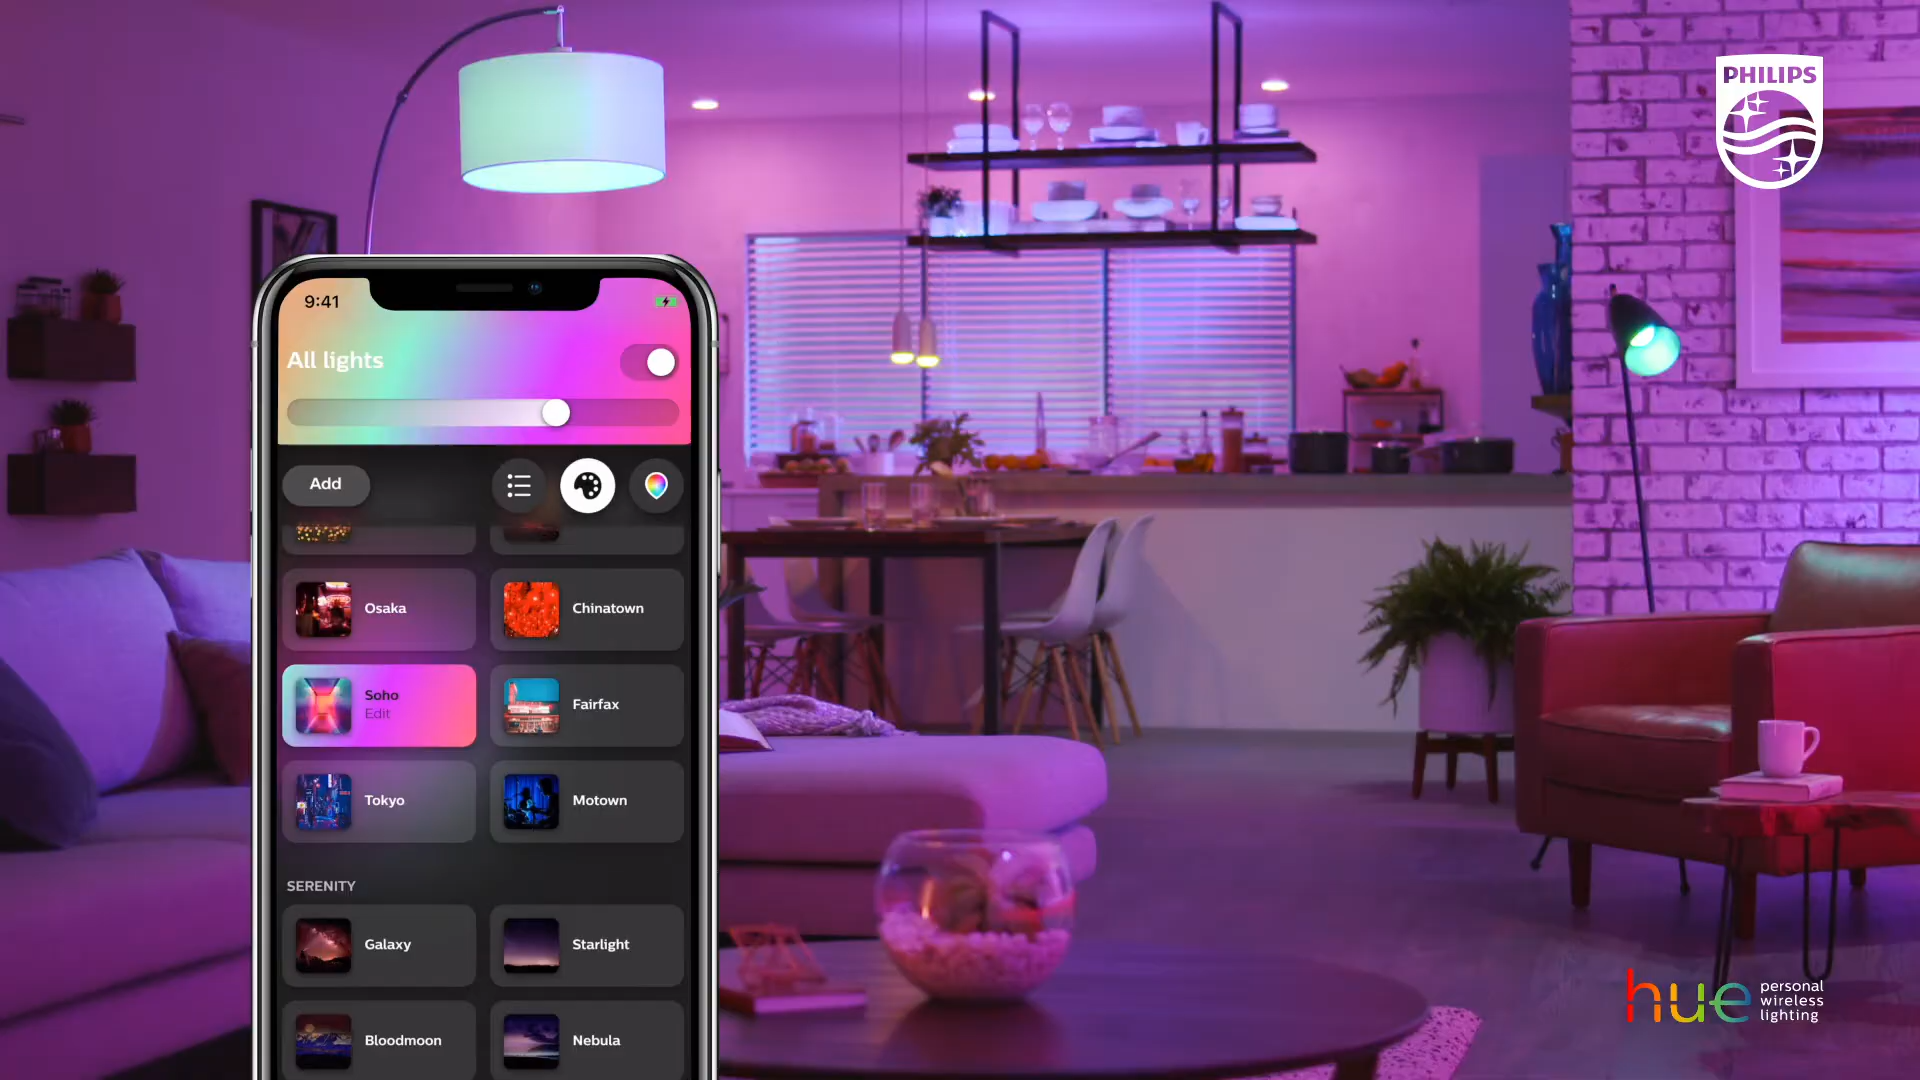 PHILIPS
9:41
All lights
Add
Osaka
Chinatown
Soho
Edit
Fairfax
Tokyo
Motown
SERENITY
Galaxy
Starlight
Bloodmoon
Nebula
hue personal
wireless
lighting